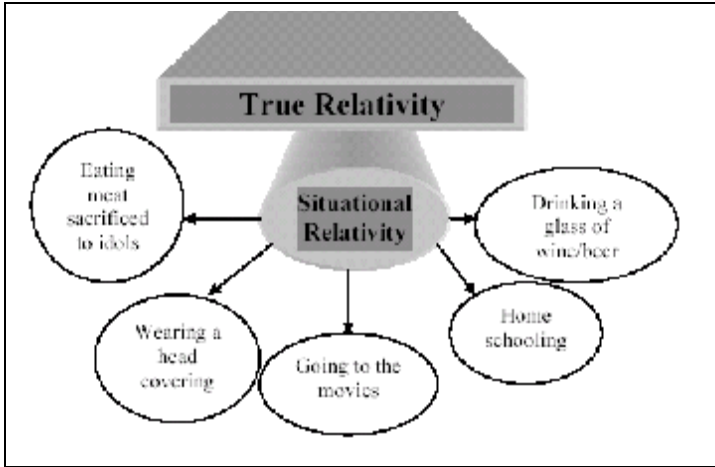 True Relativity
Situational
Relativity
Eating
meat
sacrificed
to idols
Wearing a
head
covering
Going to the
movies
Home
schooling
Drinking a
glass of
wine/beer